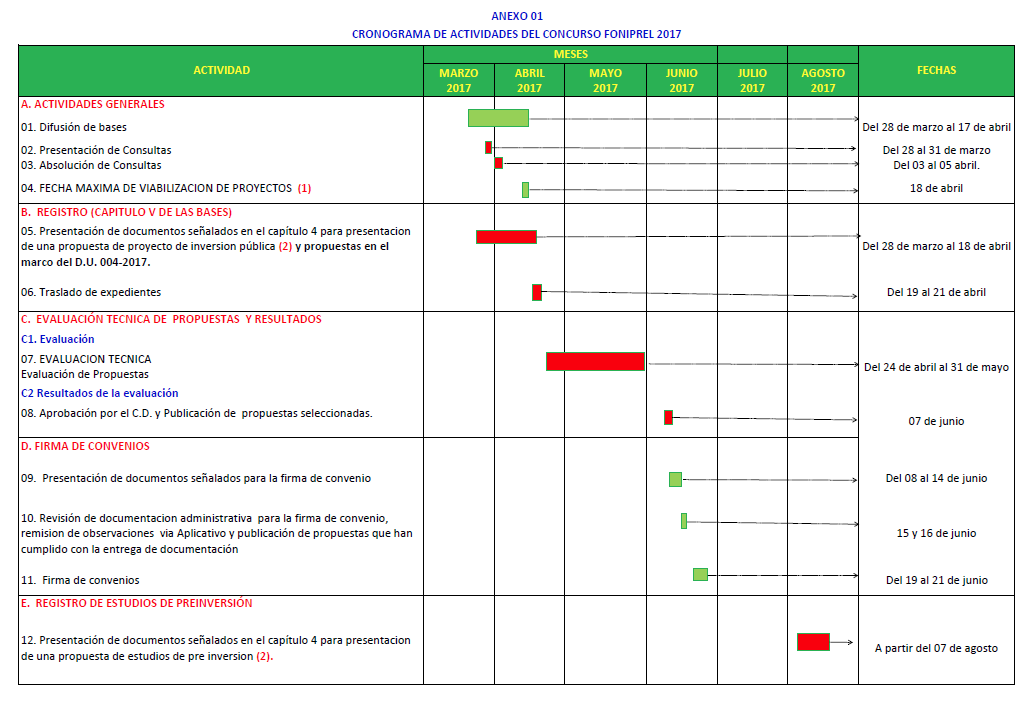 ANEXO 01
CRONOGRAMA DE ACTIVIDADES DEL CONCURSO FONIPREL 2017
ACTIVIDAD
MESES
FECHAS
MARZO 2017
ABRIL 2017
MAYO 2017
JUNIO 2017
JULIO 2017
AGOSTO 2017
A. ACTIVIDADES GENERALES
01. Difusión de bases
Del 28 de marzo al 17 de abril
02. Presentación de Consultas
Del 28 al 31 de marzo
03. Absolución de Consultas
Del 03 al 05 abril.
04. FECHA MAXIMA DE VIABILIZACION DE PROYECTOS (1)
18 de abril
B. REGISTRO (CAPITULO V DE LAS BASES)
05. Presentación de documentos señalados en el capítulo 4 para presentacion
de una propuesta de proyecto de inversion pública (2) y propuestas en el
marco del D.U. 004-2017.
Del 28 de marzo al 18 de abril
06. Traslado de expedientes
Del 19 al 21 de abril
C. EVALUACIÓN TECNICA DE PROPUESTAS Y RESULTADOS
C1. Evaluación
07. EVALUACION TECNICA
Evaluación de Propuestas
Del 24 de abril al 31 de mayo
C2 Resultados de la evaluación
08. Aprobación por el C.D. y Publicación de propuestas seleccionadas.
07 de junio
D. FIRMA DE CONVENIOS
09. Presentación de documentos señalados para la firma de convenio
Del 08 al 14 de junio
10. Revisión de documentacion administrativa para la firma de convenio,
remision de observaciones via Aplicativo y publicación de propuestas que han
cumplido con la entrega de documentación
15 y 16 de junio
11. Firma de convenios
Del 19 al 21 de junio
E. REGISTRO DE ESTUDIOS DE PREINVERSIÓN
12. Presentación de documentos señalados en el capítulo 4 para presentacion
de una propuesta de estudios de pre inversion (2).
A partir del 07 de agosto